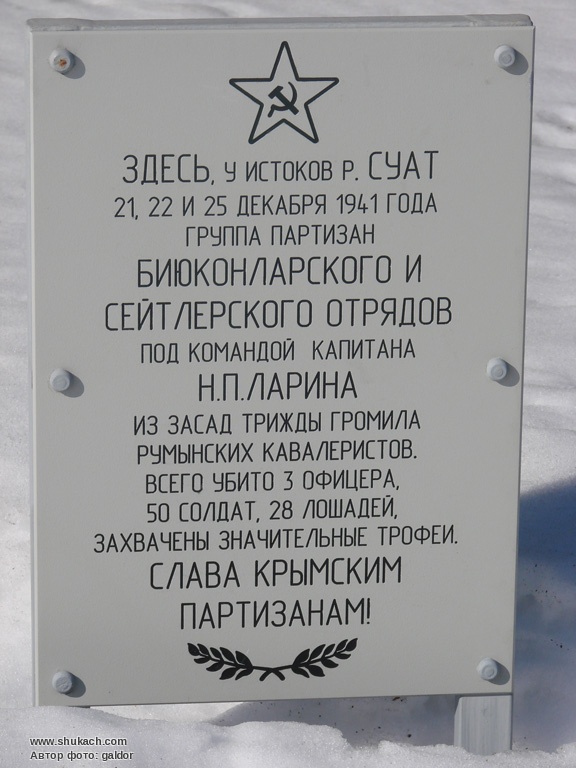 ЗДЕСЬ, У ИСТОКОВ Р. СУАТ
21, 22 И 25 ДЕКАБРЯ 1941 ГОДА
ГРУППА ПАРТИЗАН
БИЮКОНЛАРСКОГО И
СЕЙТЛЕРСКОГО ОТРЯДОВ
ПОД КОМАНДОЙ КАПИТАНА
Н.П.ЛАРИНА
ИЗ ЗАСАД ТРИЖДЫ ГРОМИЛА
РУМЫНСКИХ КАВАЛЕРИСТОВ.
ВСЕГО УБИТО 3 ОФИЦЕРА,
50 СОЛДАТ, 28 ЛОШАДЕЙ,
ЗАХВАЧЕНЫ ЗНАЧИТЕЛЬНЫЕ ТРОФЕИ.
СЛАВА КРЫМСКИМ
ПАРТИЗАНАМ!
www.shukach.com
Автор фото: galdor